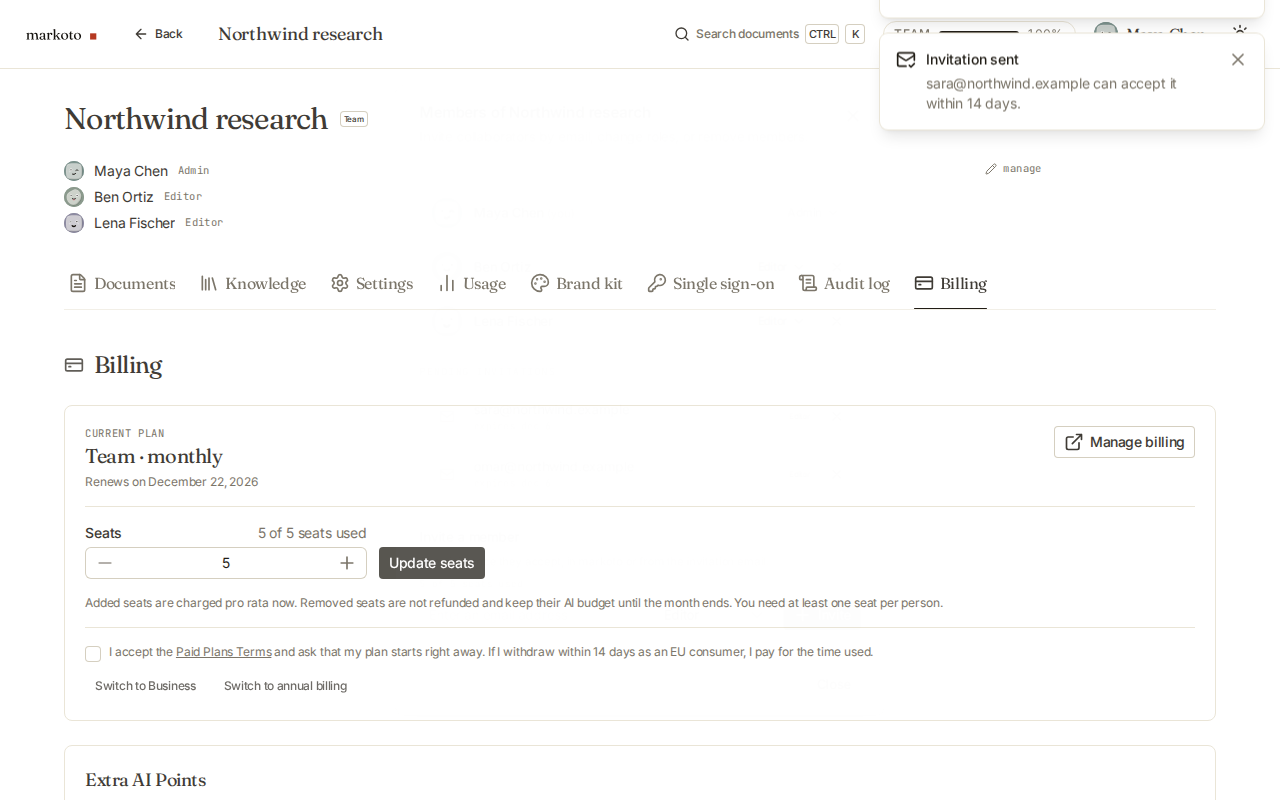 markoto
Back
Northwind research
Search documents CTRL K
TEAM 100% Maya Chen
Invitation sent
sara@northwind.example can accept it
within 14 days.
Northwind research Team
Maya Chen Admin
manage
Ben Ortiz Editor
Lena Fischer Editor
Documents Knowledge Settings Usage Brand kit Single sign-on Audit log Billing
Billing
CURRENT PLAN
Team · monthly
Manage billing
Renews on December 22, 2026
Seats 5 of 5 seats used
5
Update seats
Added seats are charged pro rata now. Removed seats are not refunded and keep their AI budget until the month ends. You need at least one seat per person.
I accept the Paid Plans Terms and ask that my plan starts right away. If I withdraw within 14 days as an EU consumer, I pay for the time used.
Switch to Business Switch to annual billing
Extra AI Points